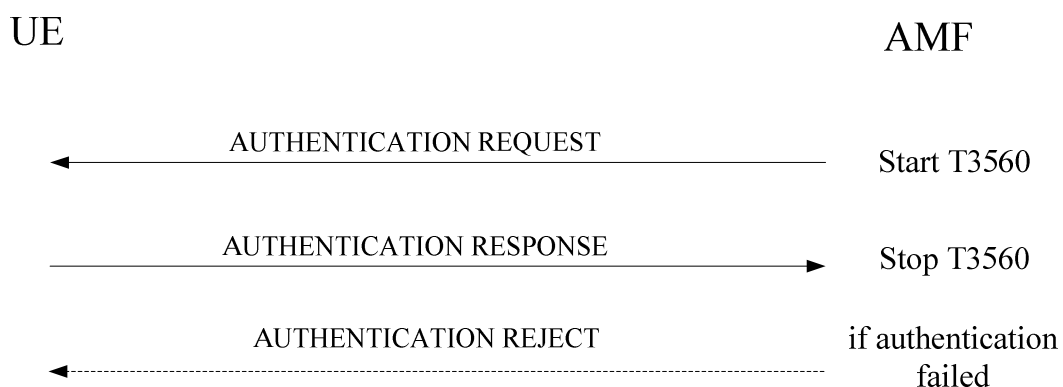 UE
AMF
AUTHENTICATION REQUEST
Start T3560
AUTHENTICATION RESPONSE
Stop T3560
AUTHENTICATION REJECT
if authentication
failed